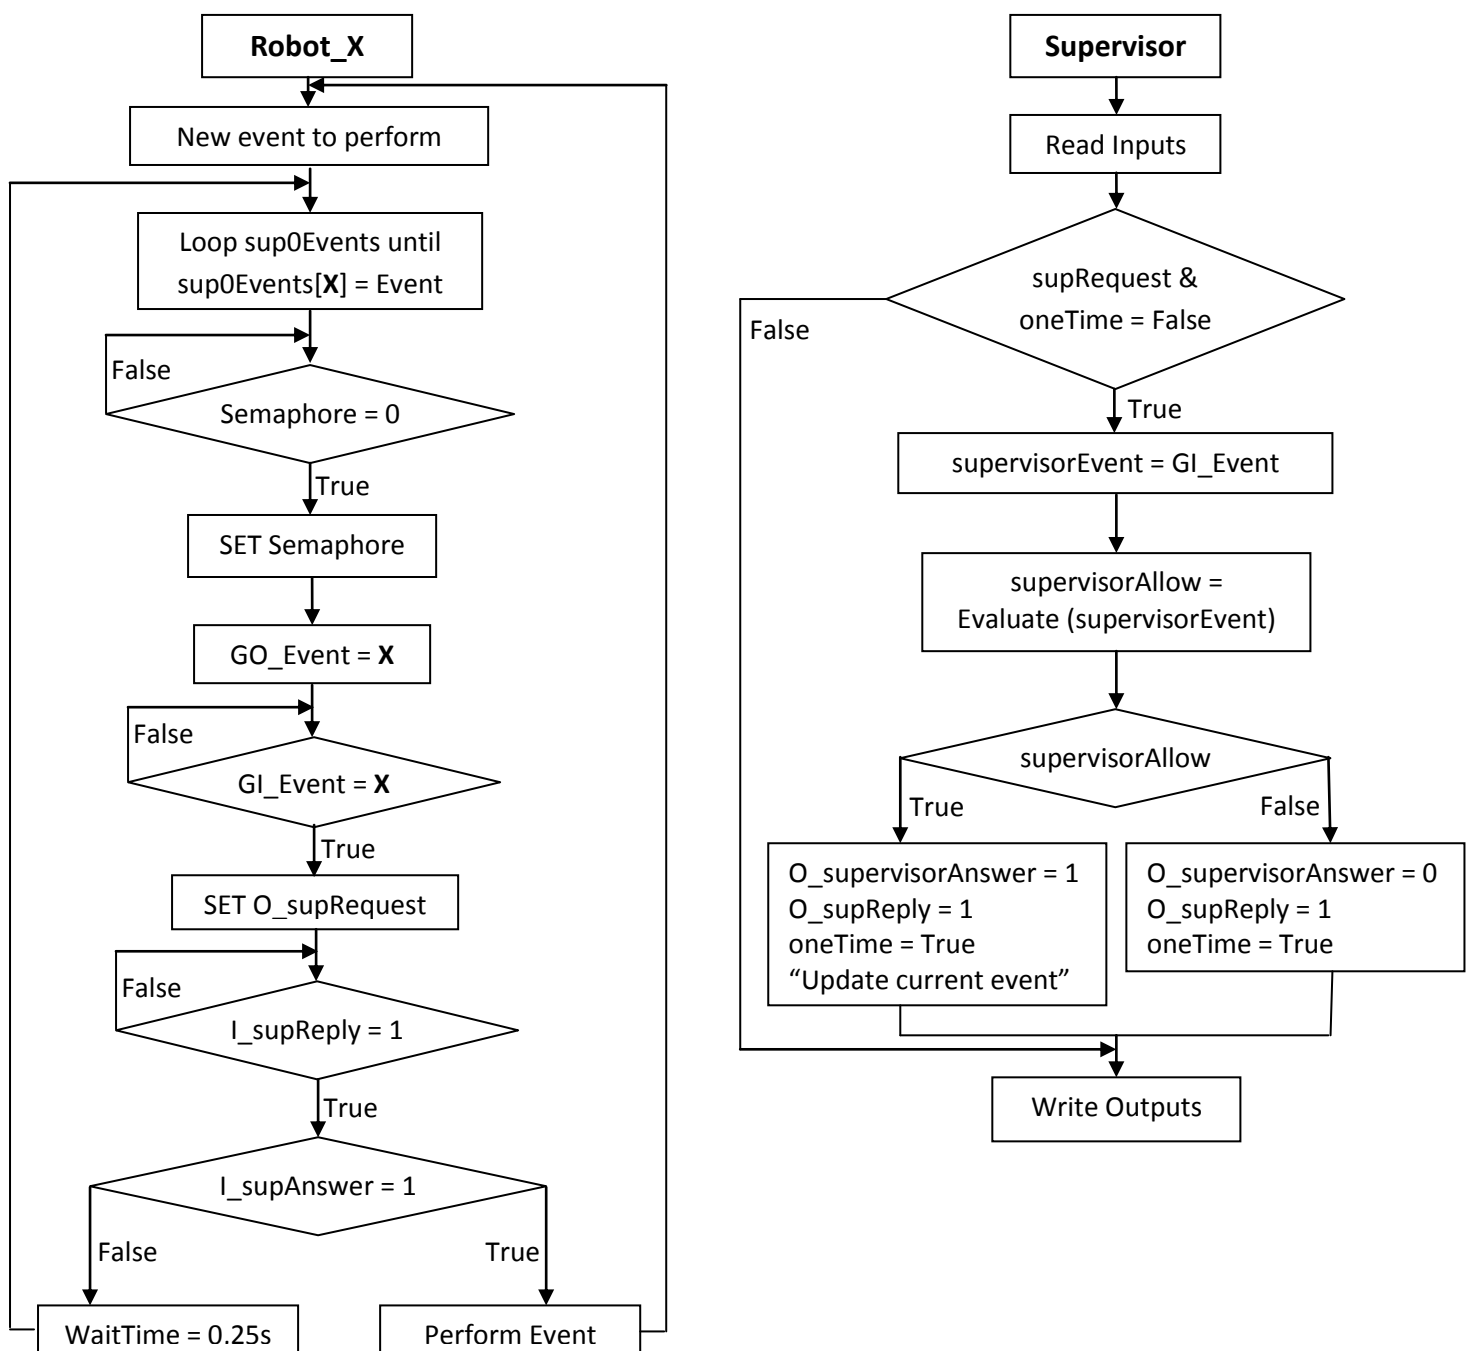 Robot_X
New event to perform
Loop sup0Events until
sup0Events[X] = Event
False
Semaphore = 0
True
SET Semaphore
GO_Event = X
False
GI_Event = X
True
SET O_supRequest
False
I_supReply = 1
True
I_supAnswer = 1
False
True
WaitTime = 0.25s
Perform Event
Supervisor
Read Inputs
supRequest &
oneTime = False
False
True
supervisorEvent = GI_Event
supervisorAllow =
Evaluate (supervisorEvent)
supervisorAllow
True
False
O_supervisorAnswer = 1
O_supReply = 1
oneTime = True
“Update current event”
O_supervisorAnswer = 0
O_supReply = 1
oneTime = True
Write Outputs